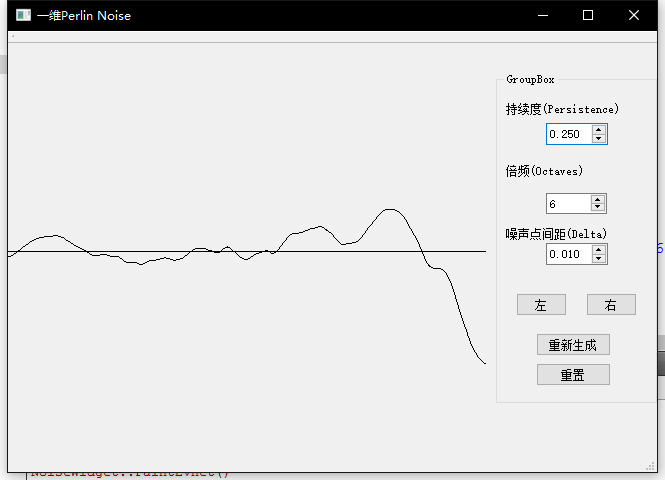 一维Perlin Noise
GroupBox
持续度(Persistence)
0.250
倍频(Octaves)
6
噪声点间距(Delta)
0.010
6
左 右
重新生成
重置